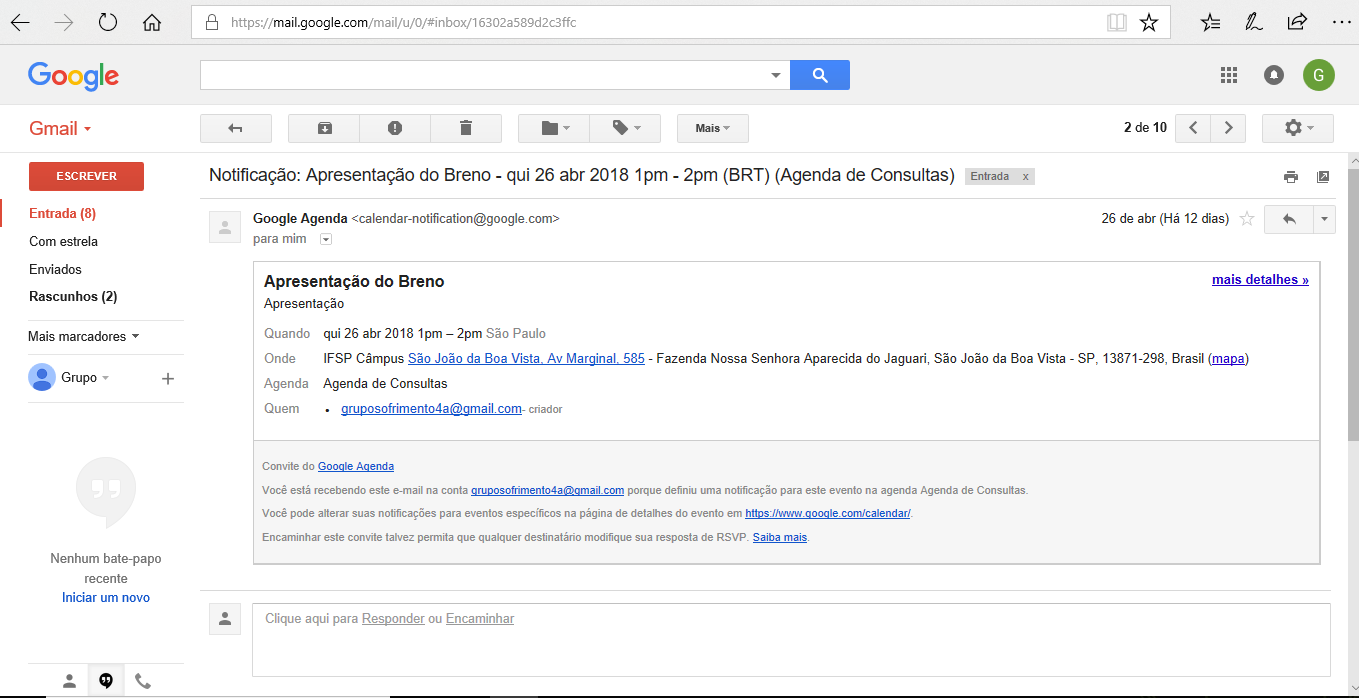 https://mail.google.com/mail/u/0/#inbox/16302a589d2c3ffc
Google
G
Gmail
Mais
2 de 10
ESCREVER
Notificação: Apresentação do Breno - qui 26 abr 2018 1pm - 2pm (BRT) (Agenda de Consultas) Entrada x
Entrada (8)
Com estrela
Enviados
Rascunhos (2)
Mais marcadores
Grupo +
Google Agenda <calendar-notification@google.com> 26 de abr (Há 12 dias)
para mim
Apresentação do Breno mais detalhes »
Apresentação
Quando qui 26 abr 2018 1pm – 2pm São Paulo
Onde IFSP Câmpus São João da Boa Vista, Av Marginal, 585 - Fazenda Nossa Senhora Aparecida do Jaguari, São João da Boa Vista - SP, 13871-298, Brasil (mapa)
Agenda Agenda de Consultas
Quem • gruposofrimento4a@gmail.com- criador
Convite do Google Agenda
Você está recebendo este e-mail na conta gruposofrimento4a@gmail.com porque definiu uma notificação para este evento na agenda Agenda de Consultas.
Você pode alterar suas notificações para eventos específicos na página de detalhes do evento em https://www.google.com/calendar/.
Encaminhar este convite talvez permita que qualquer destinatário modifique sua resposta de RSVP. Saiba mais.
Nenhum bate-papo
recente
Iniciar um novo
Clique aqui para Responder ou Encaminhar